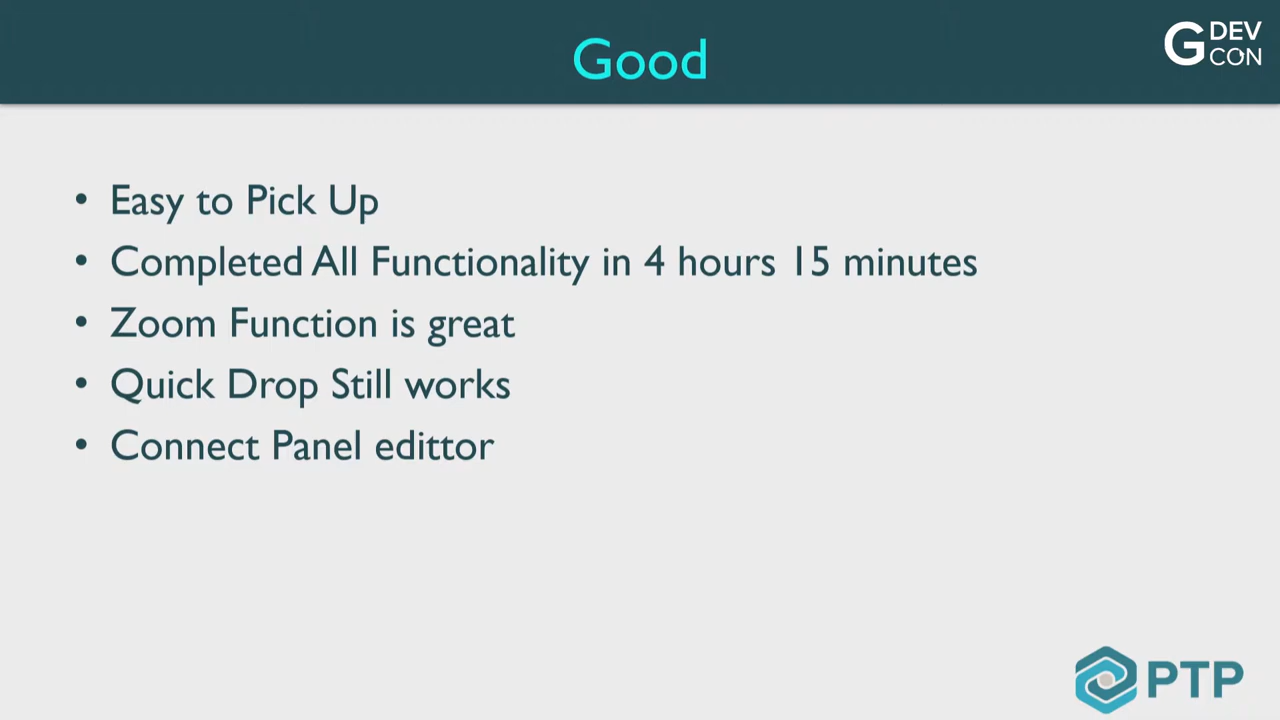 Good
G DEV CON
• Easy to Pick Up
• Completed All Functionality in 4 hours 15 minutes
• Zoom Function is great
• Quick Drop Still works
• Connect Panel edittor
PTP